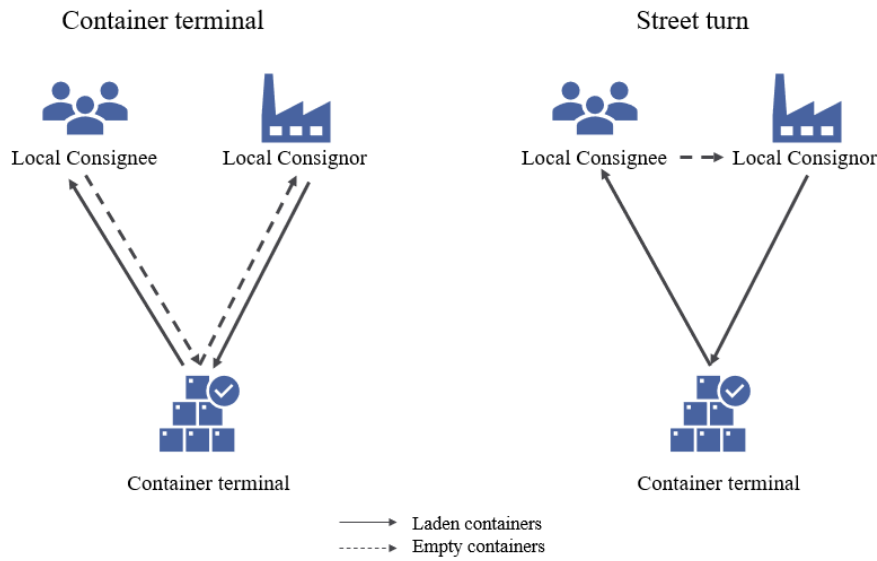 Container terminal
Street turn
Local Consignee
Local Consignor
Local Consignee
Local Consignor
Container terminal
Container terminal
Laden containers
Empty containers